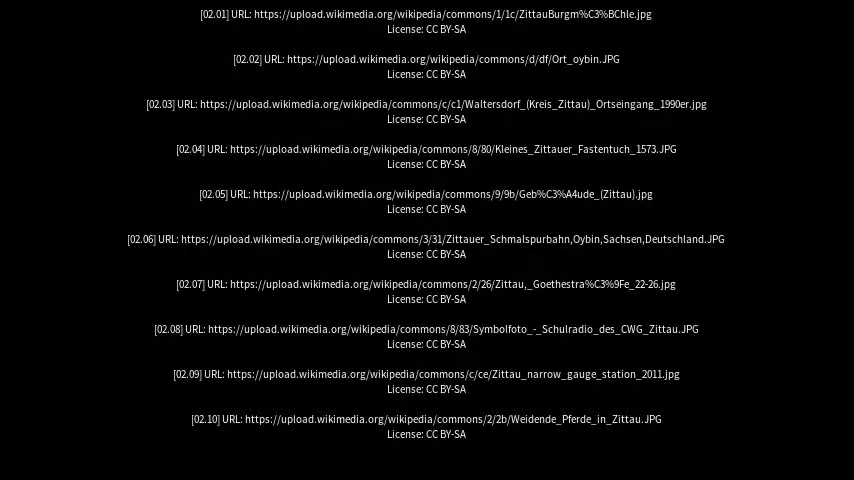 [02.01] URL: https://upload.wikimedia.org/wikipedia/commons/1/1c/ZittauBurgm%C3%BChle.jpg
License: CC BY-SA
[02.02] URL: https://upload.wikimedia.org/wikipedia/commons/d/df/Ort_oybin.JPG
License: CC BY-SA
[02.03] URL: https://upload.wikimedia.org/wikipedia/commons/c/c1/Waltersdorf_(Kreis_Zittau)_Ortseingang_1990er.jpg
License: CC BY-SA
[02.04] URL: https://upload.wikimedia.org/wikipedia/commons/8/80/Kleines_Zittauer_Fastentuch_1573.JPG
License: CC BY-SA
[02.05] URL: https://upload.wikimedia.org/wikipedia/commons/9/9b/Geb%C3%A4ude_(Zittau).jpg
License: CC BY-SA
[02.06] URL: https://upload.wikimedia.org/wikipedia/commons/3/31/Zittauer_Schmalspurbahn,Oybin,Sachsen,Deutschland.JPG
License: CC BY-SA
[02.07] URL: https://upload.wikimedia.org/wikipedia/commons/2/26/Zittau,_Goethestra%C3%9Fe_22-26.jpg
License: CC BY-SA
[02.08] URL: https://upload.wikimedia.org/wikipedia/commons/8/83/Symbolfoto_-_Schulradio_des_CWG_Zittau.JPG
License: CC BY-SA
[02.09] URL: https://upload.wikimedia.org/wikipedia/commons/c/ce/Zittau_narrow_gauge_station_2011.jpg
License: CC BY-SA
[02.10] URL: https://upload.wikimedia.org/wikipedia/commons/2/2b/Weidende_Pferde_in_Zittau.JPG
License: CC BY-SA